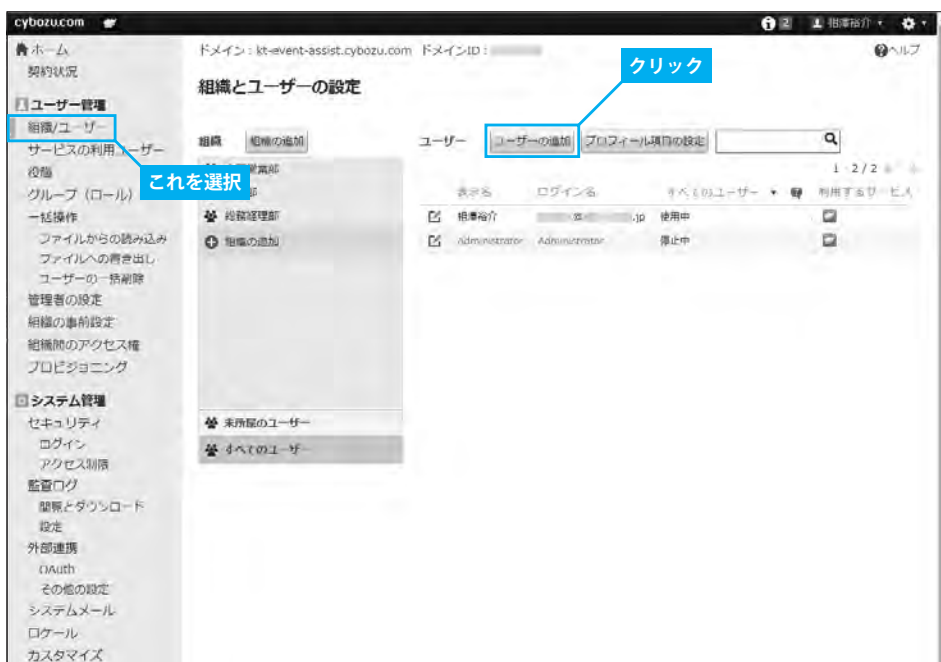 cybozu.com
2 相澤裕介
ホーム
契約状況
ユーザー管理
組織/ユーザー
サービスの利用ユーザー
役職
グループ（ロール）
一括操作
ファイルからの読み込み
ファイルへの書き出し
ユーザーの一括削除
管理者の設定
組織の事前設定
組織間のアクセス権
プロビジョニング
システム管理
セキュリティ
ログイン
アクセス制限
監査ログ
閲覧とダウンロード
設定
外部連携
OAuth
その他の設定
システムメール
ロケール
カスタマイズ
これを選択
ドメイン : kt-event-assist.cybozu.com ドメインID :
ヘルプ
組織とユーザーの設定
クリック
組織 組織の追加
総務経理部
組織の追加
未所属のユーザー
すべてのユーザー
ユーザー ユーザーの追加 プロフィール項目の設定
1 - 2 / 2
表示名 ログイン名 すべてのユーザー 利用するサービス
相澤裕介 .jp 使用中
Administrator Administrator 停止中